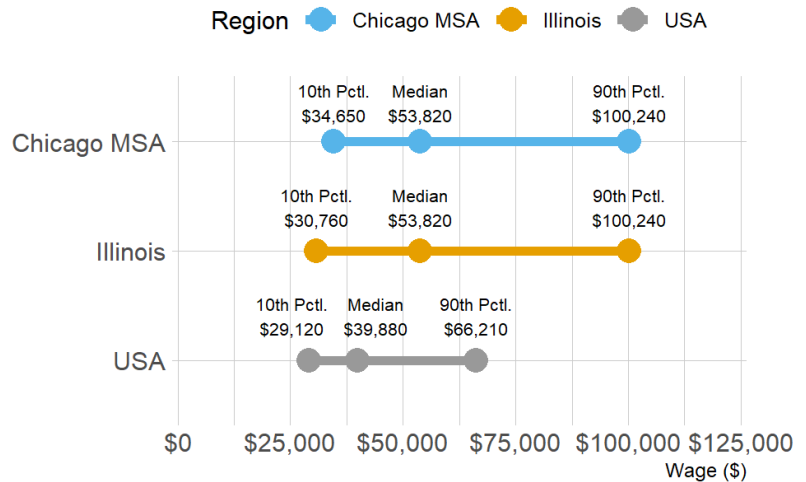 Region Chicago MSA Illinois USA
10th Pctl. Median 90th Pctl.
$34,650 $53,820 $100,240
Chicago MSA
10th Pctl. Median 90th Pctl.
$30,760 $53,820 $100,240
Illinois
10th Pctl. Median 90th Pctl.
$29,120 $39,880 $66,210
USA
$0 $25,000 $50,000 $75,000 $100,000 $125,000
Wage ($)